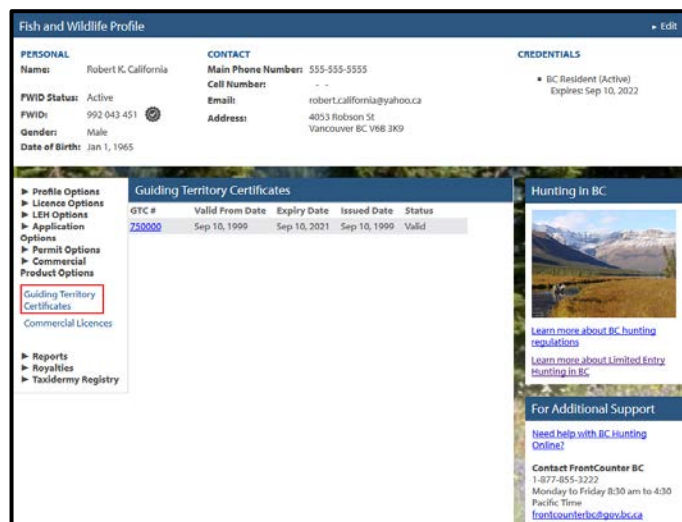 Fish and Wildlife Profile
▸ Edit
PERSONAL
Name: Robert K. California
FWID Status: Active
FWID: 992 043 451
Gender: Male
Date of Birth: Jan 1, 1965
CONTACT
Main Phone Number: 555-555-5555
Cell Number: - -
Email: robert.california@yahoo.ca
Address: 4053 Robson St
Vancouver BC V6B 3K9
CREDENTIALS
• BC Resident (Active)
Expires: Sep 10, 2022
▶ Profile Options
▶ Licence Options
▶ LEH Options
▶ Application
Options
▶ Permit Options
▶ Commercial
Product Options
Guiding Territory
Certificates
Commercial Licences
▶ Reports
▶ Royalties
▶ Taxidermy Registry
Guiding Territory Certificates
GTC # Valid From Date Expiry Date Issued Date Status
750000 Sep 10, 1999 Sep 10, 2021 Sep 10, 1999 Valid
Hunting in BC
Learn more about BC hunting
regulations
Learn more about Limited Entry
Hunting in BC
For Additional Support
Need help with BC Hunting
Online?
Contact FrontCounter BC
1-877-855-3222
Monday to Friday 8:30 am to 4:30
Pacific Time
frontcounterbc@gov.bc.ca